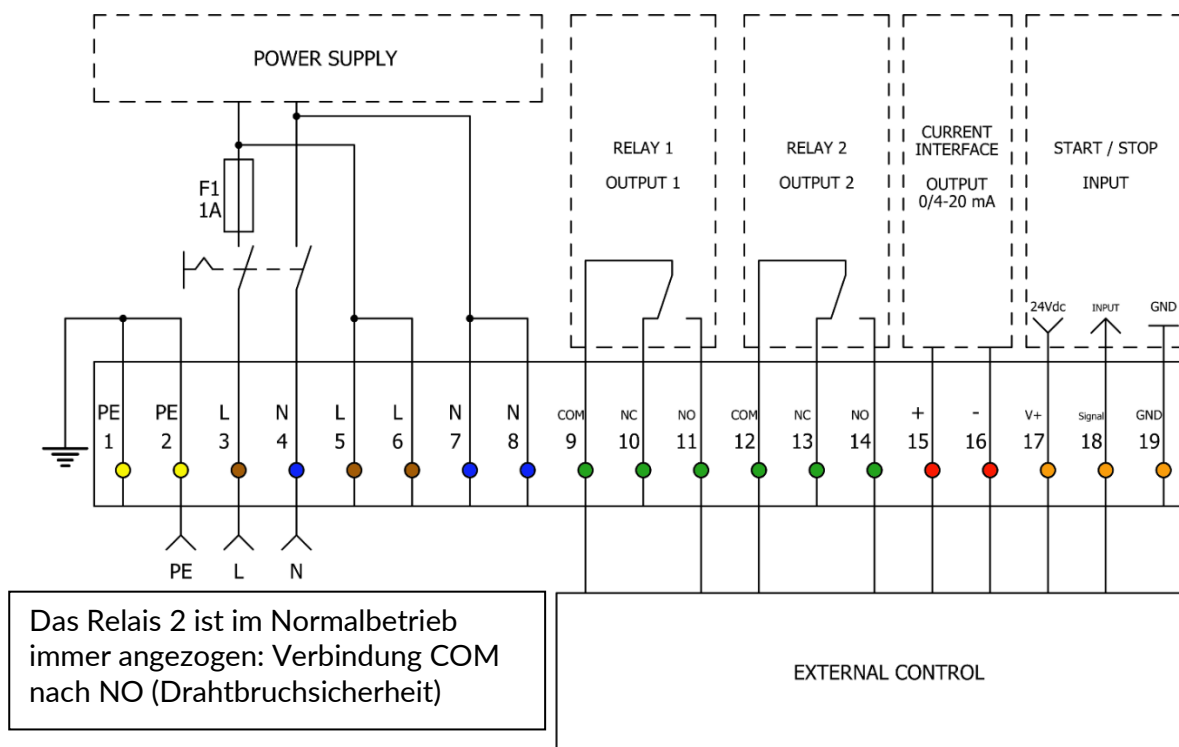 POWER SUPPLY
F1
1A
RELAY 1
OUTPUT 1
RELAY 2
OUTPUT 2
CURRENT
INTERFACE
OUTPUT
0/4-20 mA
START / STOP
INPUT
24Vdc INPUT GND
PE PE L N L L N N COM NC NO COM NC NO + - V+ Signal GND
1 2 3 4 5 6 7 8 9 10 11 12 13 14 15 16 17 18 19
PE L N
Das Relais 2 ist im Normalbetrieb
immer angezogen: Verbindung COM
nach NO (Drahtbruchsicherheit)
EXTERNAL CONTROL